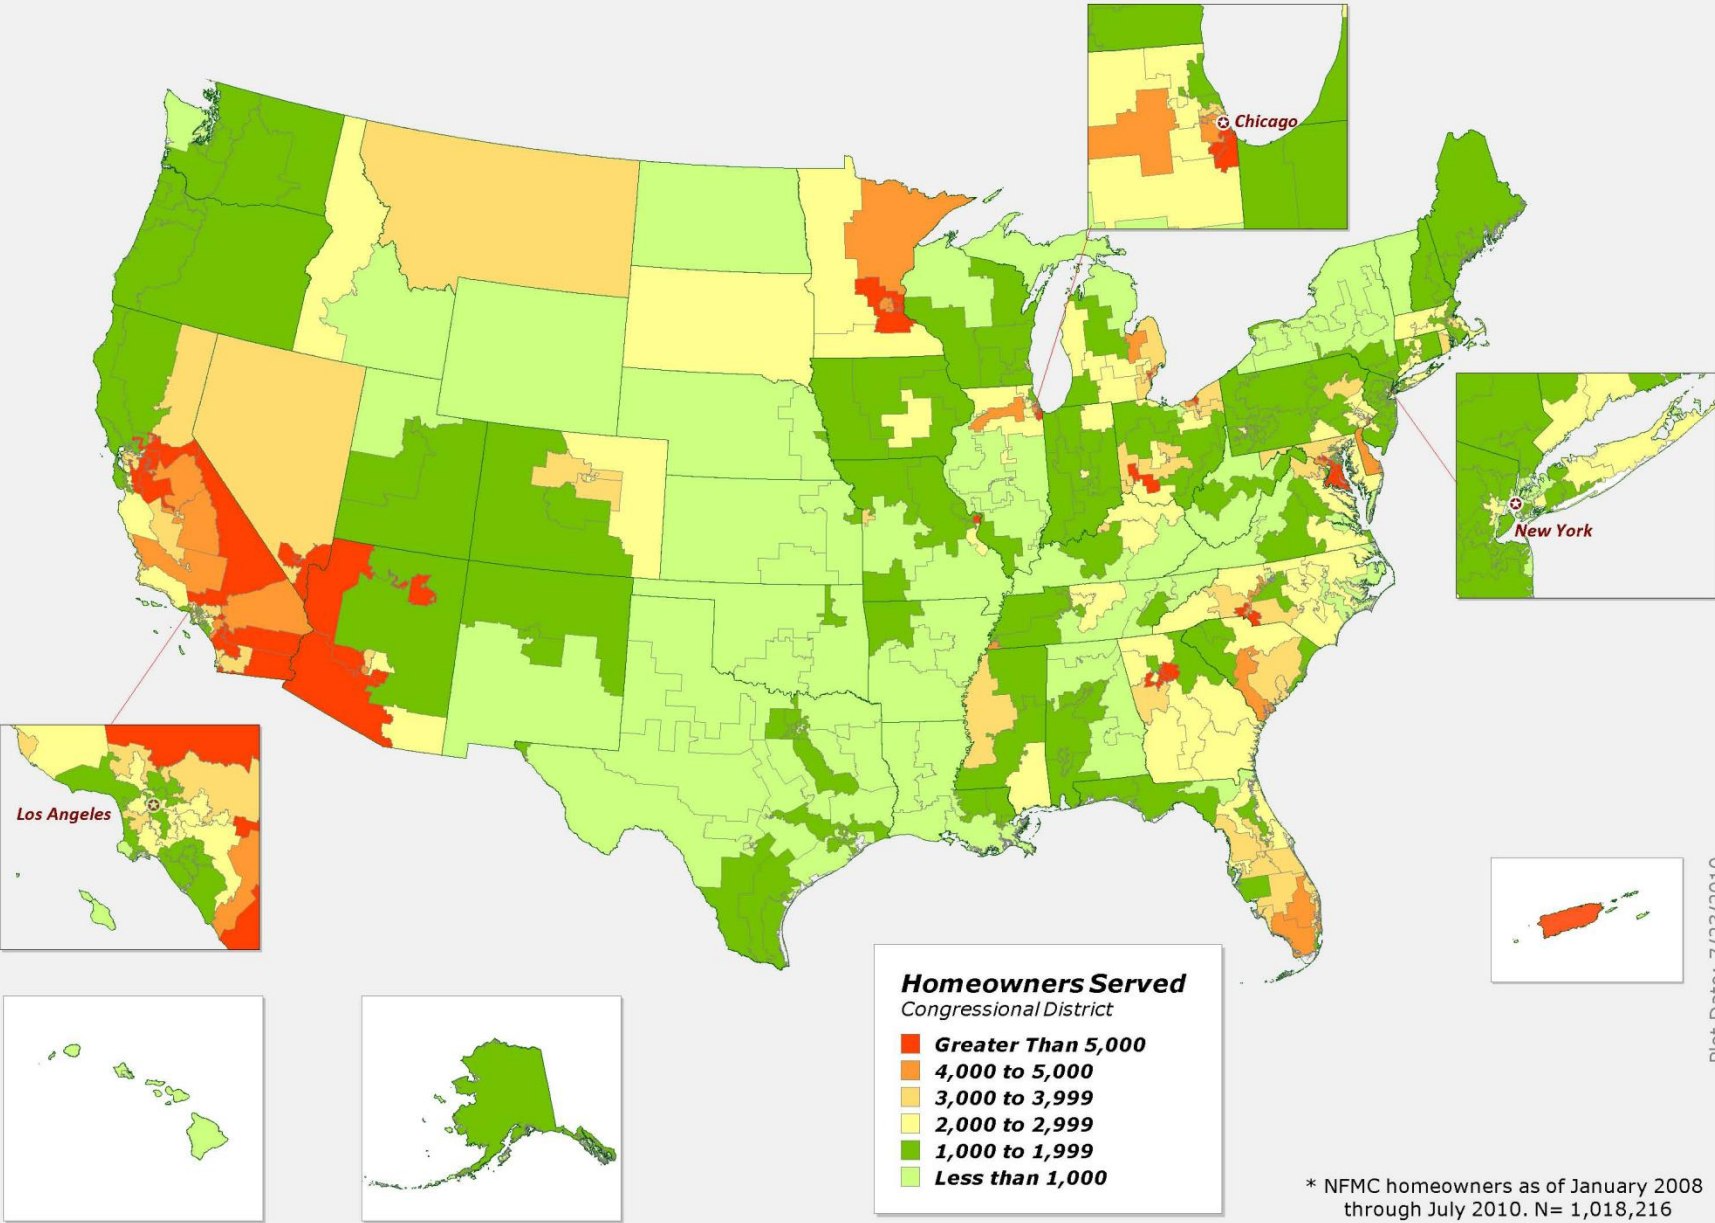 Chicago
New York
Los Angeles
Homeowners Served
Congressional District
Greater Than 5,000
4,000 to 5,000
3,000 to 3,999
2,000 to 2,999
1,000 to 1,999
Less than 1,000
* NFMC homeowners as of January 2008
through July 2010. N= 1,018,216